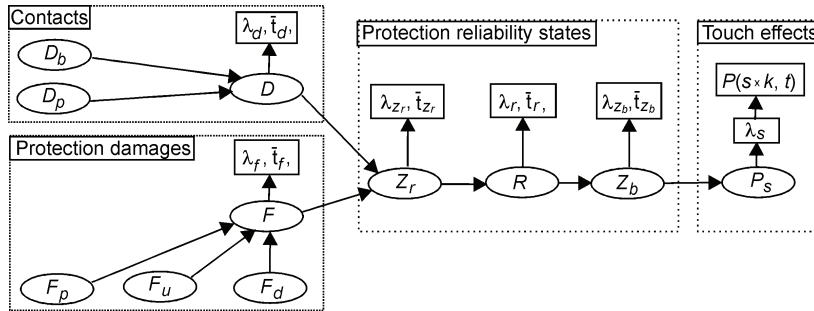 Contacts
λd, t̄d,
Db
Dp
D
Protection damages
λf, t̄f,
F
Fp
Fu
Fd
Protection reliability states
λzr, t̄zr
λr, t̄r,
λzb, t̄zb
Zr
R
Zb
Touch effects
P(s×k, t)
λs
Ps